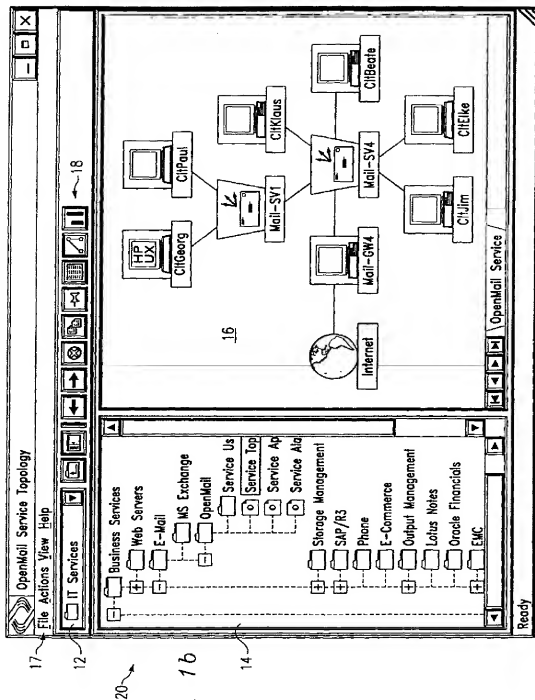 OpenMail Service Topology
File Actions View Help
IT Services
Business Services
Web Servers
E-Mail
MS Exchange
OpenMail
Service Us
Service Top
Service Ap
Service Ala
Storage Management
SAP/R3
Phone
E-Commerce
Output Management
Lotus Notes
Oracle Financials
EMC
Ready
HP
UX
CltGeorg
CltPaul
Mail-SV1
CltKlaus
16
Internet
Mail-GW4
Mail-SV4
CltBeate
CltJim
CltElke
OpenMail Service
17
12
18
20
14
1b